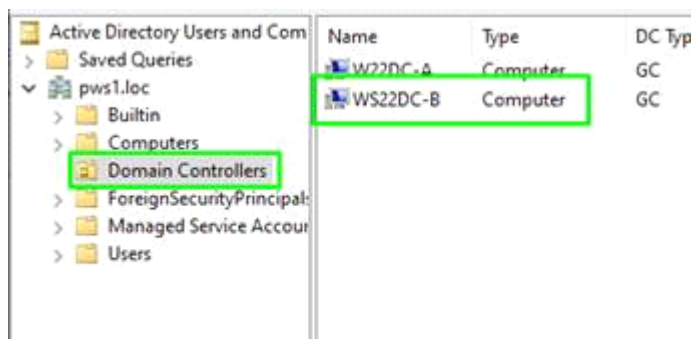 Active Directory Users and Com
Saved Queries
pws1.loc
Builtin
Computers
Domain Controllers
ForeignSecurityPrincipals
Managed Service Accour
Users
Name Type DC Typ
W22DC-A Computer GC
WS22DC-B Computer GC